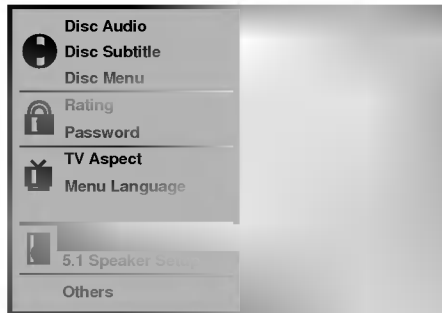 Disc Audio
Disc Subtitle
Disc Menu
Rating
Password
TV Aspect
Menu Language
5.1 Speaker Setup
Others